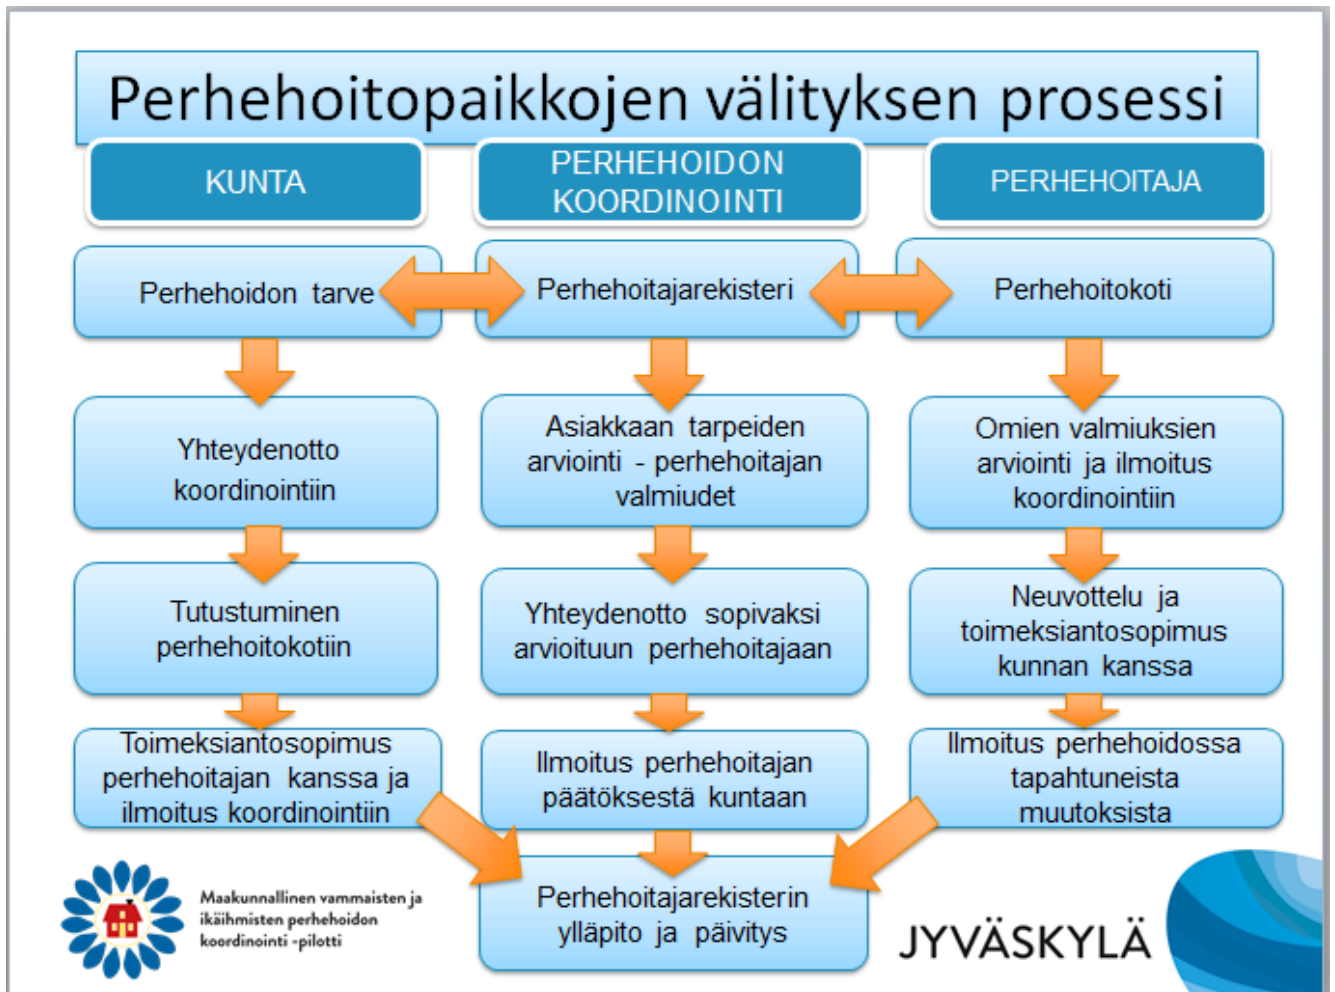 Perhehoitopaikkojen välityksen prosessi
KUNTA
PERHEHOIDON
KOORDINOINTI
PERHEHOITAJA
Perhehoidon tarve
Perhehoitajarekisteri
Perhehoitokoti
Yhteydenotto
koordinointiin
Asiakkaan tarpeiden
arviointi - perhehoitajan
valmiudet
Omien valmiuksien
arviointi ja ilmoitus
koordinointiin
Tutustuminen
perhehoitokotiin
Yhteydenotto sopivaksi
arvioituun perhehoitajaan
Neuvottelu ja
toimeksiantosopimus
kunnan kanssa
Toimeksiantosopimus
perhehoitajan kanssa ja
ilmoitus koordinointiin
Ilmoitus perhehoitajan
päätöksestä kuntaan
Ilmoitus perhehoidossa
tapahtuneista
muutoksista
Perhehoitajarekisterin
ylläpito ja päivitys
Maakunnallinen vammaisten ja
ikäihmisten perhehoidon
koordinointi -pilotti
JYVÄSKYLÄ